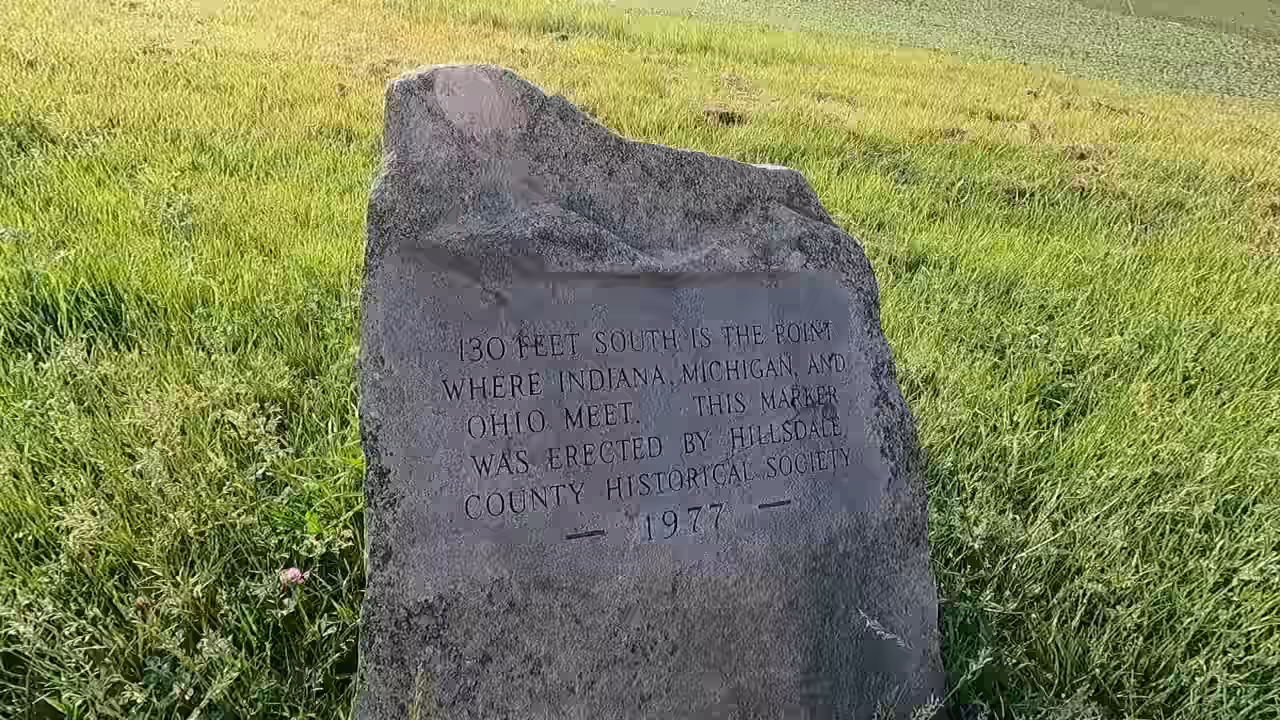 130 FEET SOUTH IS THE POINT
WHERE INDIANA, MICHIGAN, AND
OHIO MEET. THIS MARKER
WAS ERECTED BY HILLSDALE
COUNTY HISTORICAL SOCIETY
— 1977 —